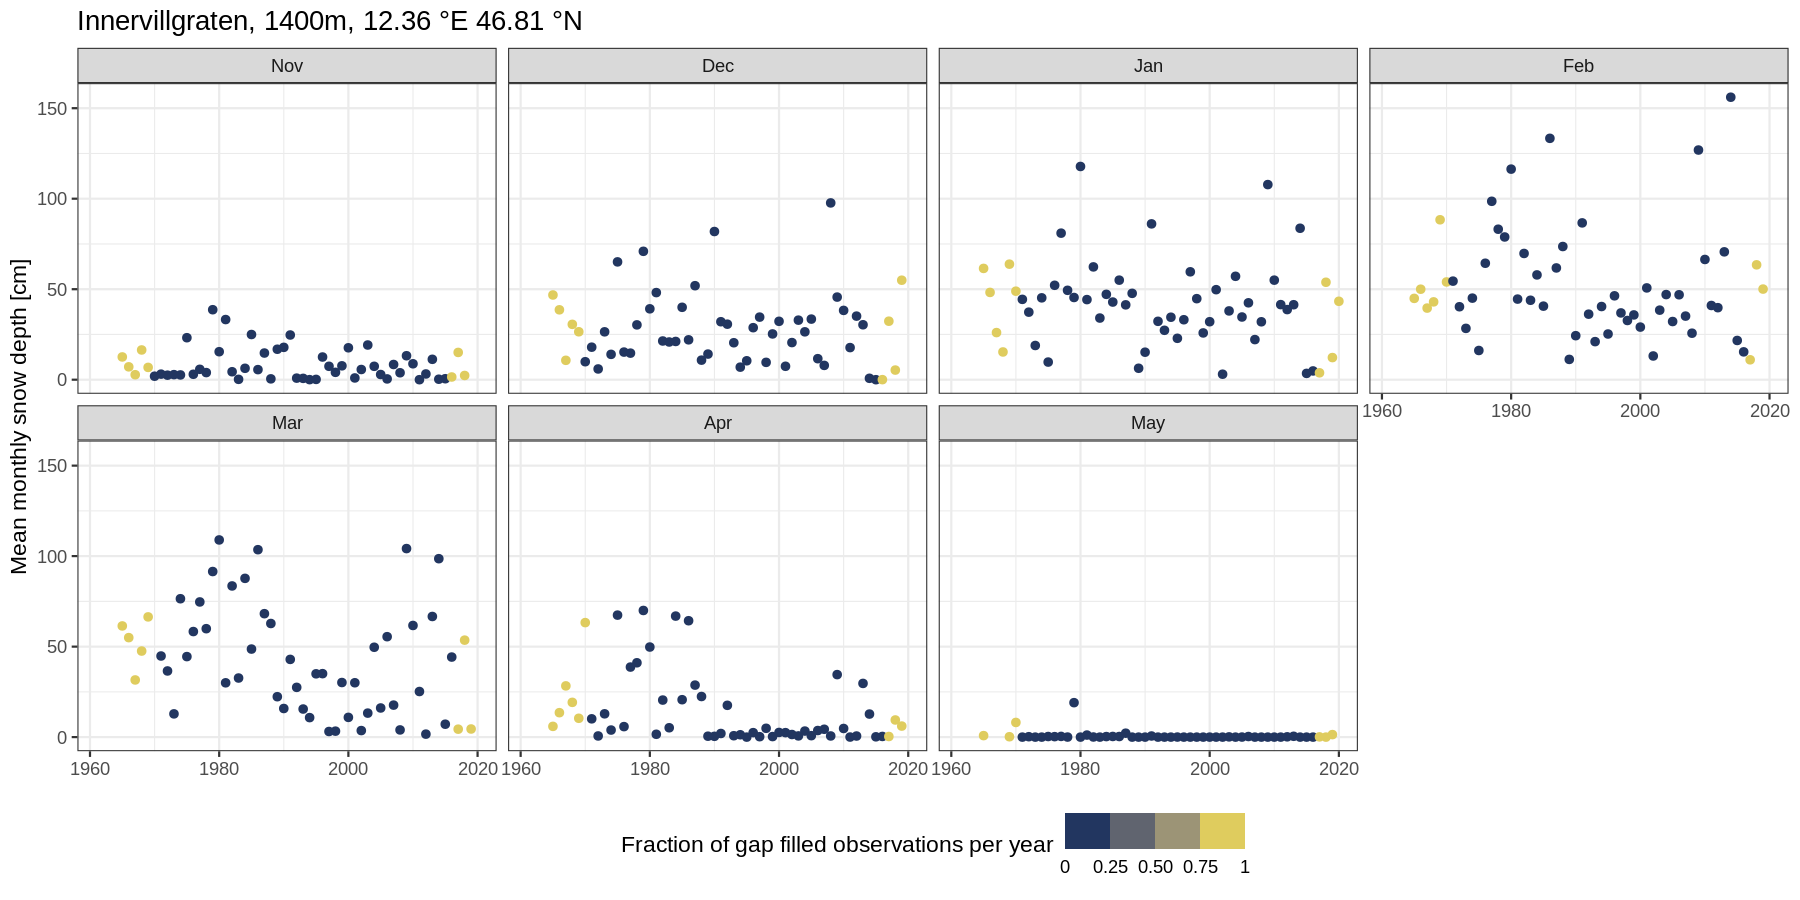 Innervillgraten, 1400m, 12.36 °E 46.81 °N
Nov Dec Jan Feb
150
100
50
0
1960 1980 2000 2020
Mar Apr May
150
100
50
0
1960 1980 2000 2020 1960 1980 2000 2020 1960 1980 2000 2020
Mean monthly snow depth [cm]
Fraction of gap filled observations per year
0 0.25 0.50 0.75 1